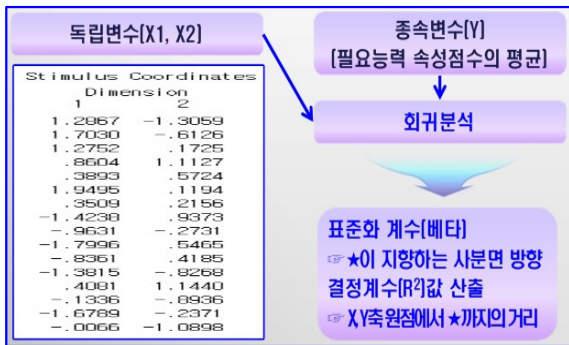 독립변수(X1, X2)
Stimulus Coordinates
Dimension
1 2
1.2867 -1.3059
1.7030 -.6126
1.2752 .1725
.8604 1.1127
.3893 .5724
1.9495 .1194
.3509 .2156
-1.4238 .9373
-.9631 -.2731
-1.7996 .5465
-.8361 .4185
-1.3815 -.8268
.4081 1.1440
-.1336 -.8936
-1.6789 -.2371
-.0066 -1.0898
종속변수(Y)
(필요능력 속성점수의 평균)
회귀분석
표준화 계수(베타)
☞ ★이 지향하는 사분면 방향
결정계수(R²)값 산출
☞ X,Y축원점에서 ★까지의 거리